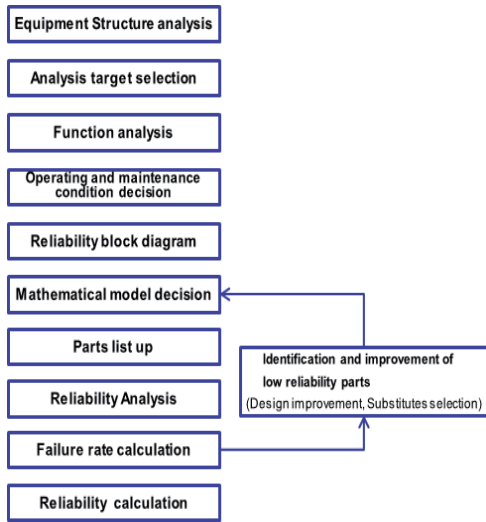 Equipment Structure analysis
Analysis target selection
Function analysis
Operating and maintenance
condition decision
Reliability block diagram
Mathematical model decision
Parts list up
Reliability Analysis
Failure rate calculation
Reliability calculation
Identification and improvement of
low reliability parts
(Design improvement, Substitutes selection)